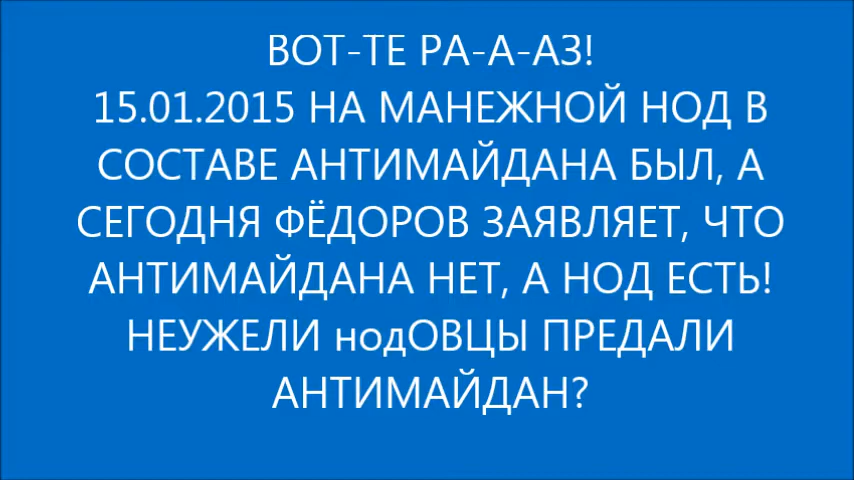 ВОТ-ТЕ РА-А-АЗ!
15.01.2015 НА МАНЕЖНОЙ НОД В
СОСТАВЕ АНТИМАЙДАНА БЫЛ, А
СЕГОДНЯ ФЁДОРОВ ЗАЯВЛЯЕТ, ЧТО
АНТИМАЙДАНА НЕТ, А НОД ЕСТЬ!
НЕУЖЕЛИ нодОВЦЫ ПРЕДАЛИ
АНТИМАЙДАН?